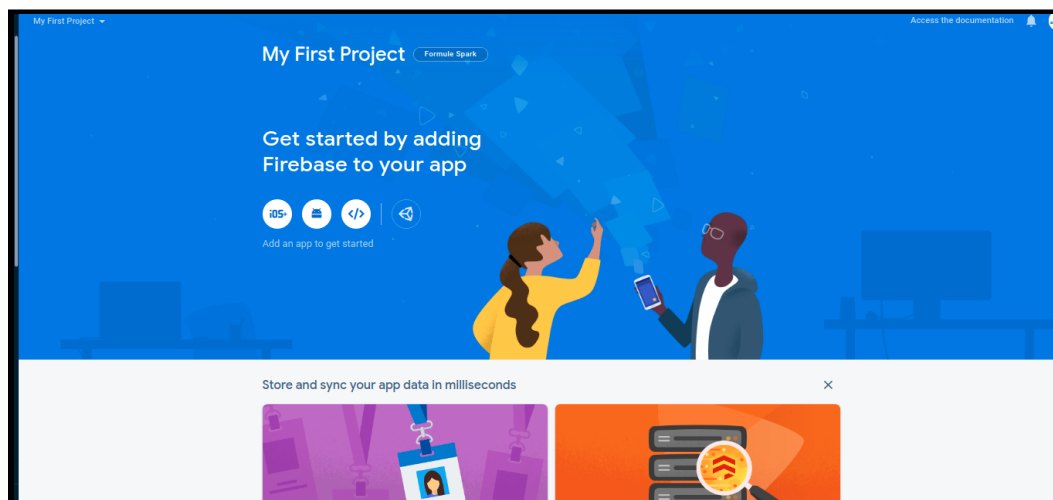 My First Project
Access the documentation
My First Project
Formule Spark
Get started by adding
Firebase to your app
iOS+
</>
Add an app to get started
Store and sync your app data in milliseconds